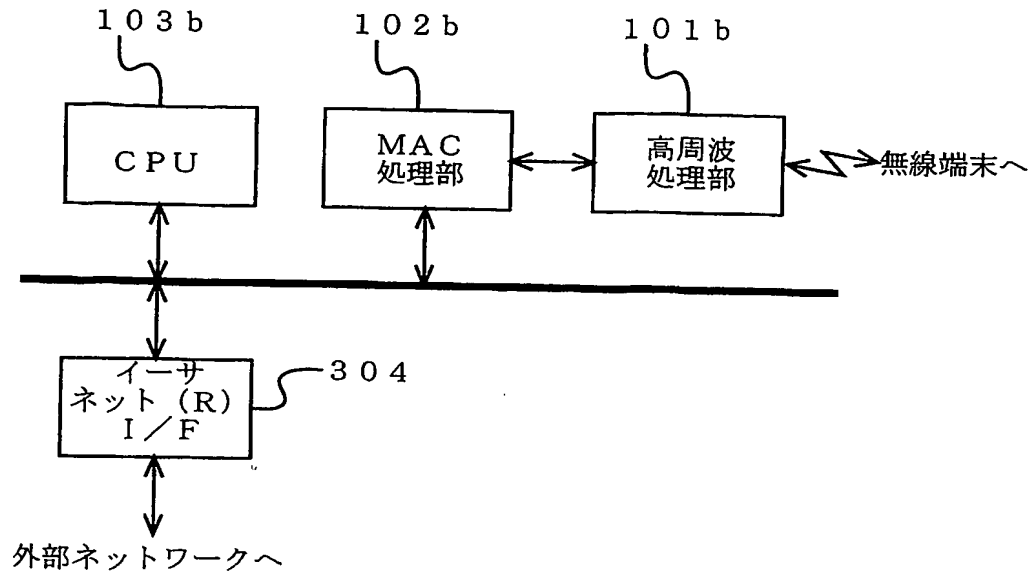 １０３ｂ
１０２ｂ
１０１ｂ
ＣＰＵ
ＭＡＣ
処理部
高周波
処理部
無線端末へ
イーサ
ネット（Ｒ）
Ｉ／Ｆ
３０４
外部ネットワークへ